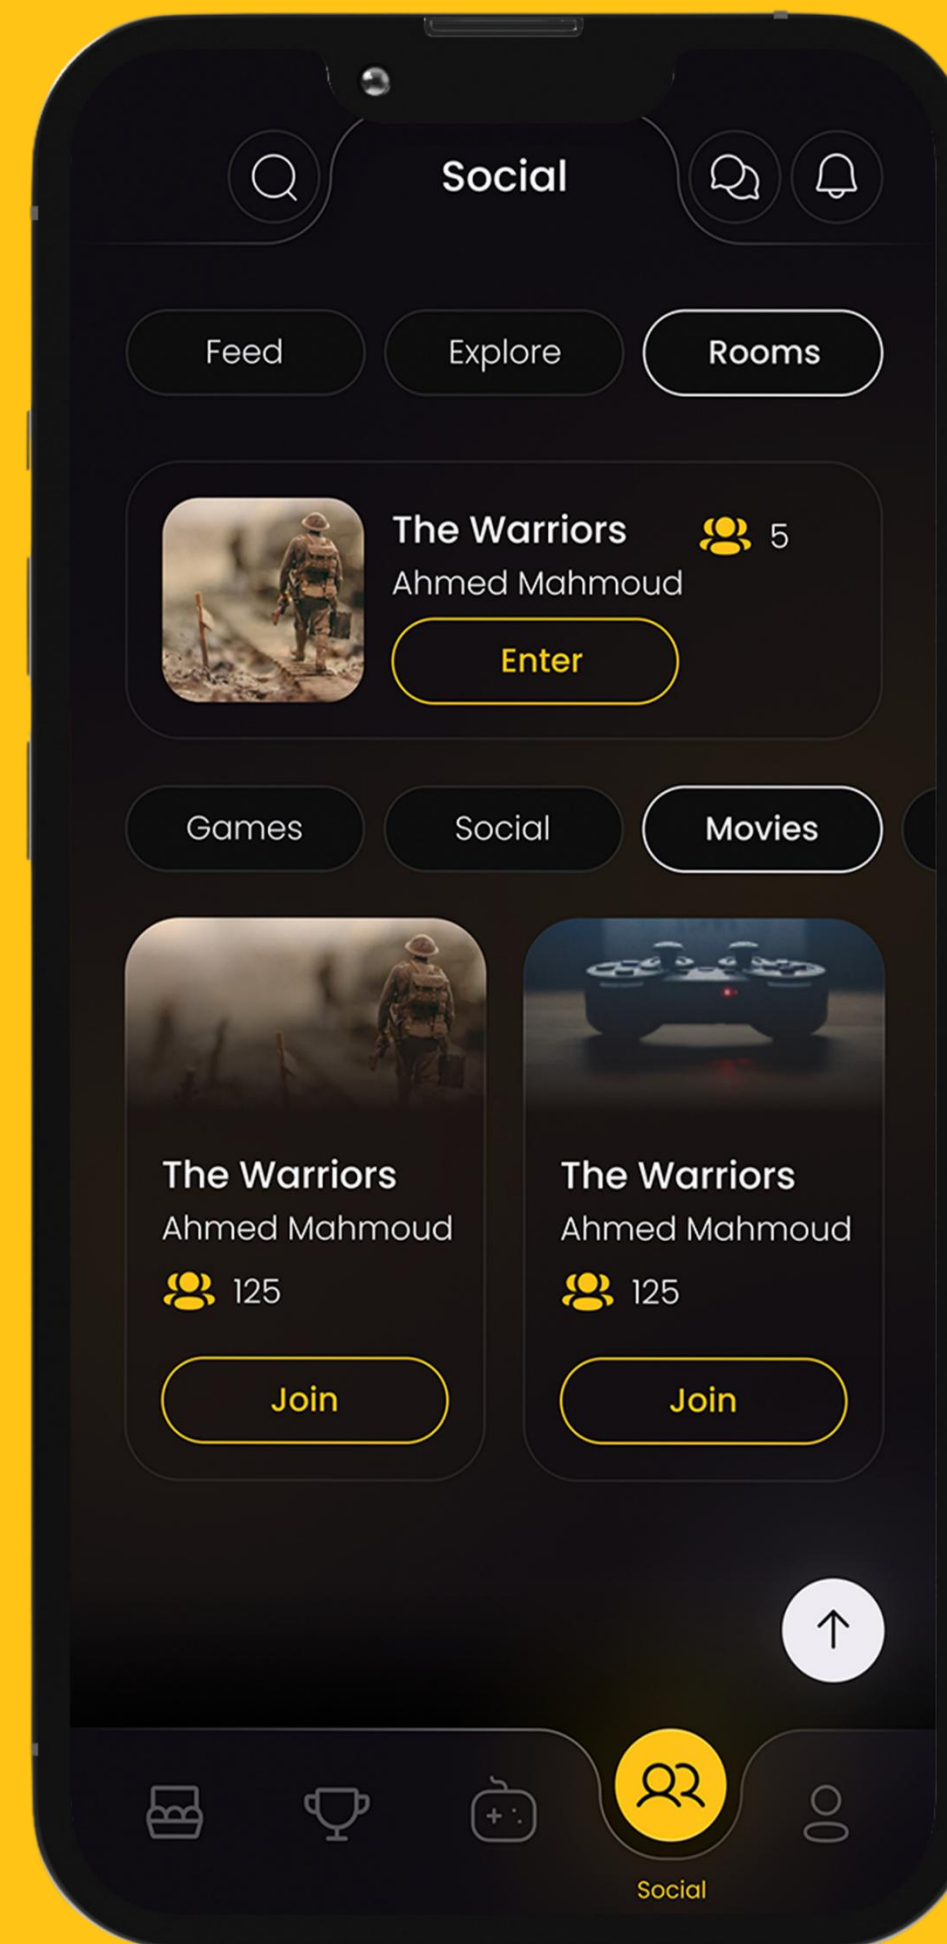 Social
Feed
Explore
Rooms
The Warriors
5
Ahmed Mahmoud
Enter
Games
Social
Movies
The Warriors
Ahmed Mahmoud
125
Join
The Warriors
Ahmed Mahmoud
125
Join
Social